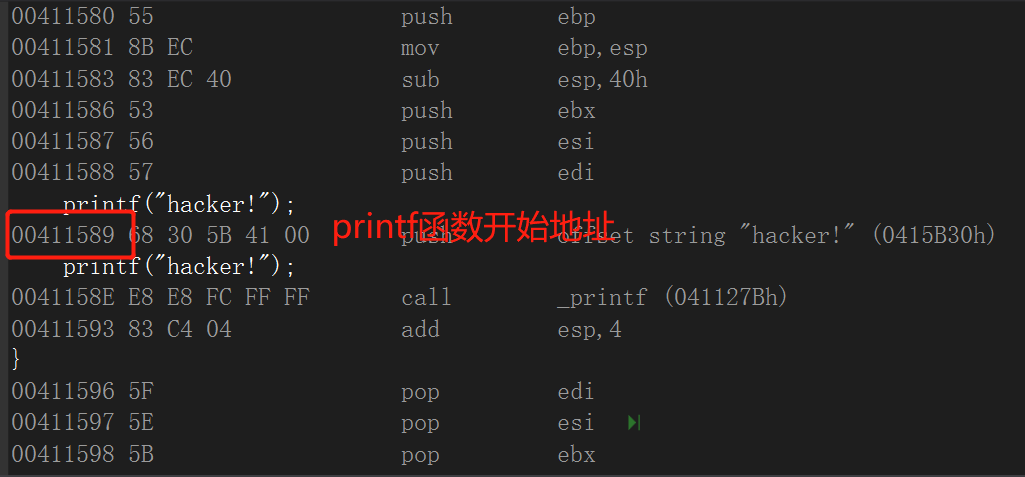 00411580 55 push ebp
00411581 8B EC mov ebp,esp
00411583 83 EC 40 sub esp,40h
00411586 53 push ebx
00411587 56 push esi
00411588 57 push edi
printf("hacker!");
printf函数开始地址
00411589 68 30 5B 41 00 push offset string "hacker!" (0415B30h)
printf("hacker!");
0041158E E8 E8 FC FF FF call _printf (041127Bh)
00411593 83 C4 04 add esp,4
}
00411596 5F pop edi
00411597 5E pop esi
00411598 5B pop ebx